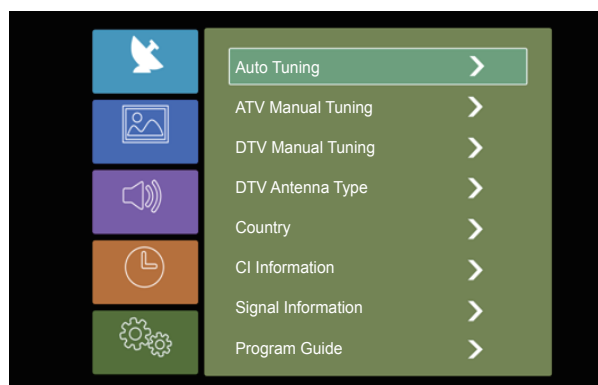 Auto Tuning
ATV Manual Tuning
DTV Manual Tuning
DTV Antenna Type
Country
CI Information
Signal Information
Program Guide